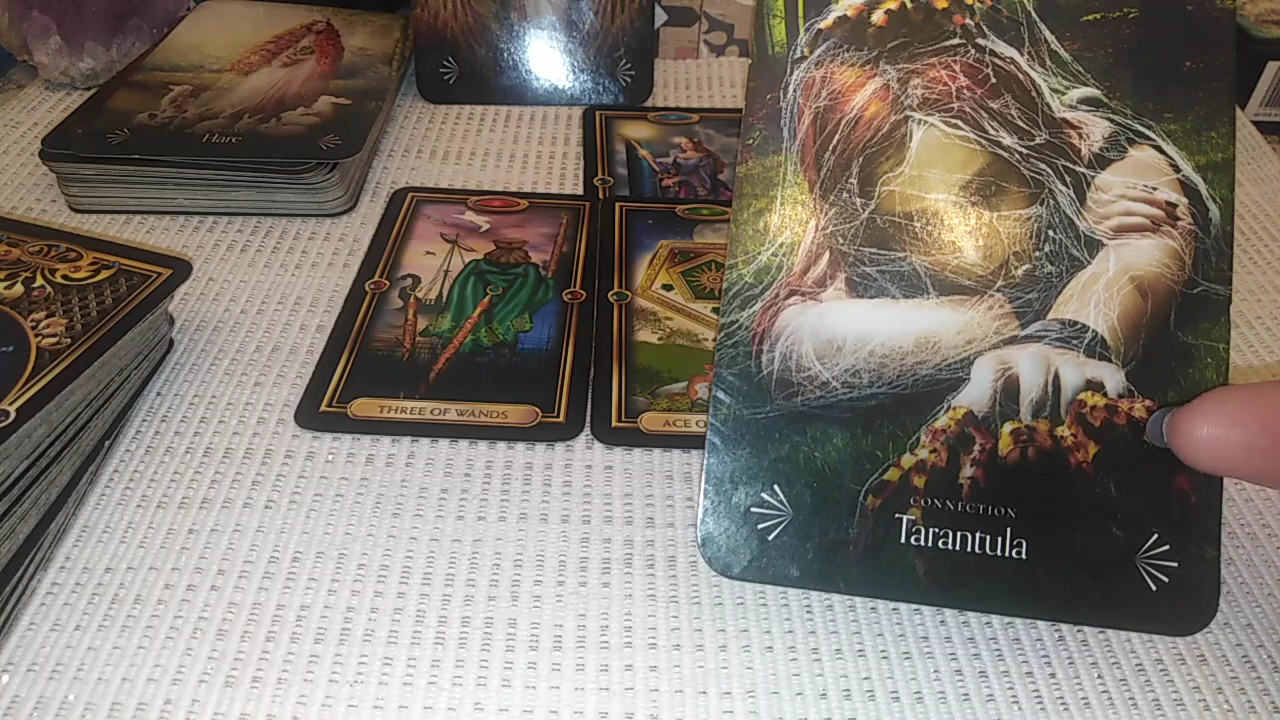 Hare
THREE OF WANDS
ACE O
CONNECTION
Tarantula